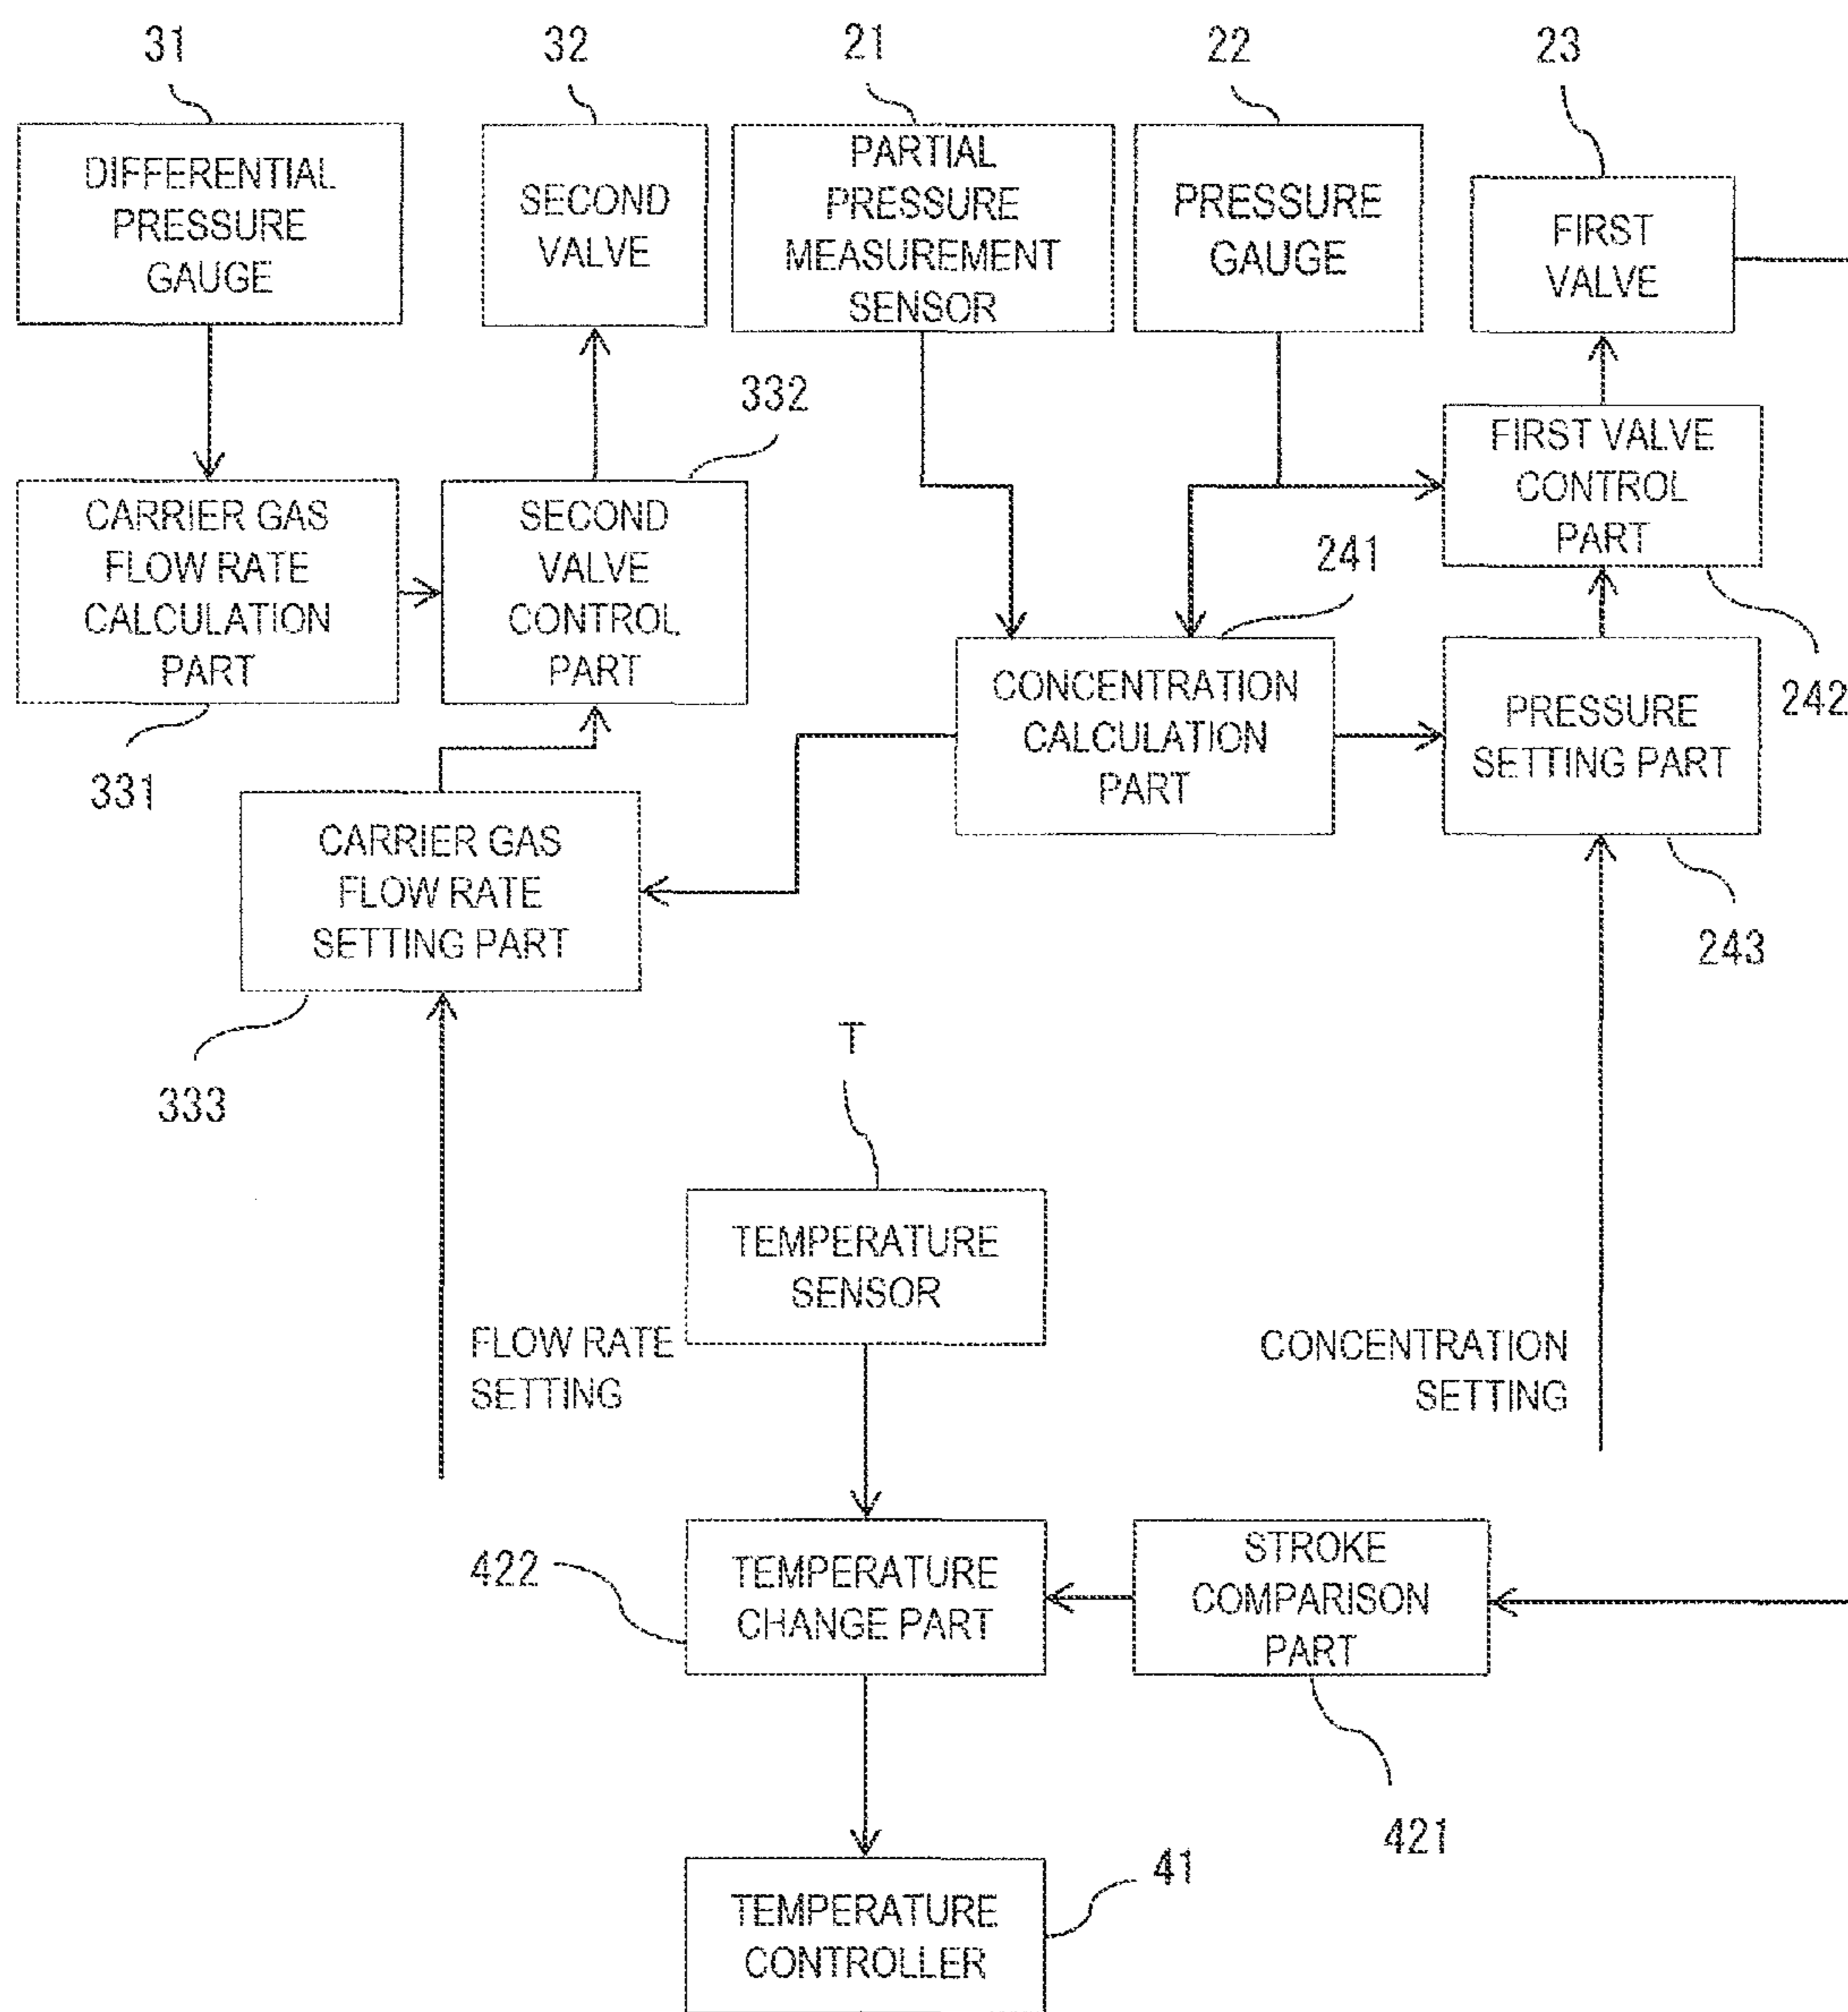 31
32
21
22
23
DIFFERENTIAL
PRESSURE
GAUGE
SECOND
VALVE
PARTIAL
PRESSURE
MEASUREMENT
SENSOR
PRESSURE
GAUGE
FIRST
VALVE
332
CARRIER GAS
FLOW RATE
CALCULATION
PART
SECOND
VALVE
CONTROL
PART
FIRST VALVE
CONTROL
PART
241
242
331
CONCENTRATION
CALCULATION
PART
PRESSURE
SETTING PART
243
CARRIER GAS
FLOW RATE
SETTING PART
333
T
TEMPERATURE
SENSOR
FLOW RATE
SETTING
CONCENTRATION
SETTING
422
TEMPERATURE
CHANGE PART
STROKE
COMPARISON
PART
421
41
TEMPERATURE
CONTROLLER